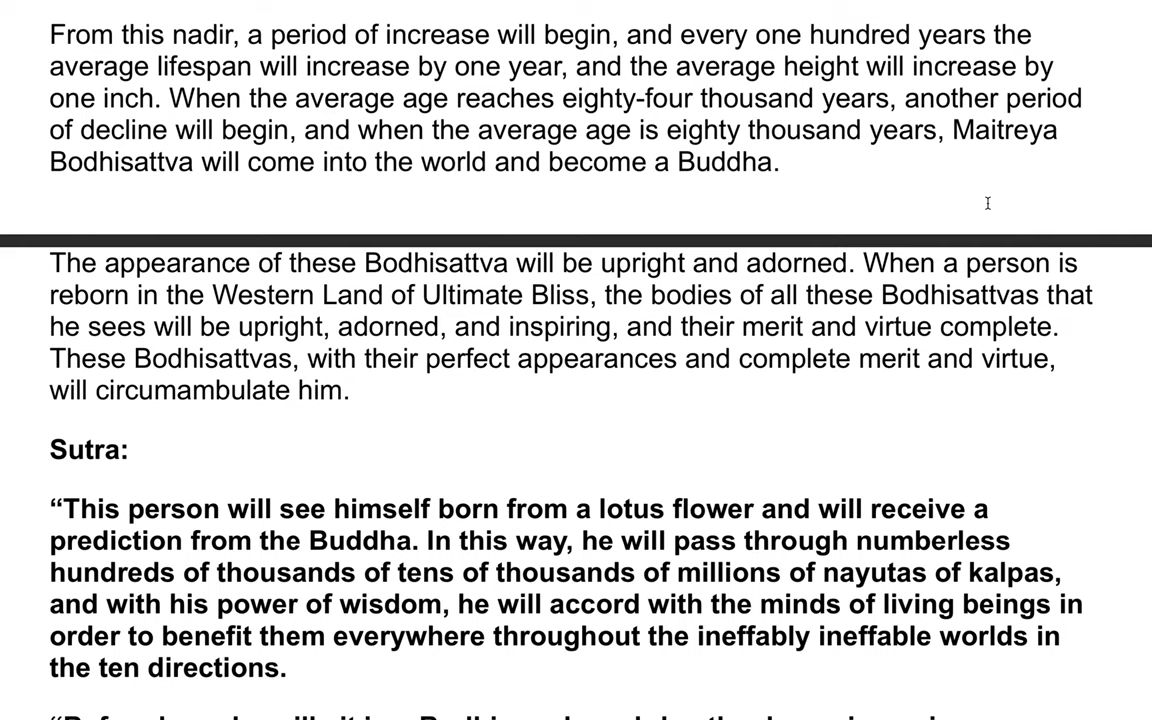 From this nadir, a period of increase will begin, and every one hundred years the
average lifespan will increase by one year, and the average height will increase by
one inch. When the average age reaches eighty-four thousand years, another period
of decline will begin, and when the average age is eighty thousand years, Maitreya
Bodhisattva will come into the world and become a Buddha.
The appearance of these Bodhisattva will be upright and adorned. When a person is
reborn in the Western Land of Ultimate Bliss, the bodies of all these Bodhisattvas that
he sees will be upright, adorned, and inspiring, and their merit and virtue complete.
These Bodhisattvas, with their perfect appearances and complete merit and virtue,
will circumambulate him.
Sutra:
“This person will see himself born from a lotus flower and will receive a
prediction from the Buddha. In this way, he will pass through numberless
hundreds of thousands of tens of thousands of millions of nayutas of kalpas,
and with his power of wisdom, he will accord with the minds of living beings in
order to benefit them everywhere throughout the ineffably ineffable worlds in
the ten directions.